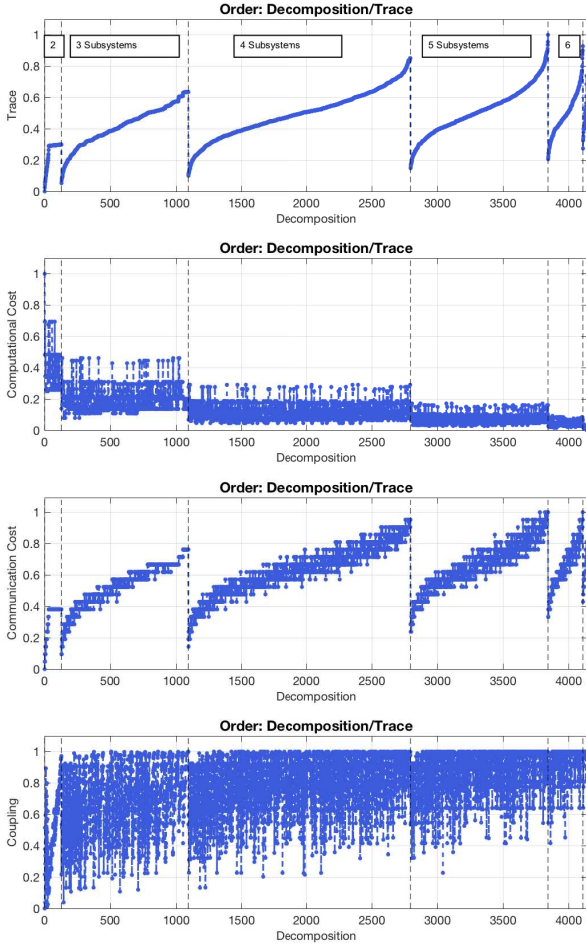 Order: Decomposition/Trace
2
3 Subsystems
4 Subsystems
5 Subsystems
6
Trace
1
0.8
0.6
0.4
0.2
0
0 500 1000 1500 2000 2500 3000 3500 4000
Decomposition
Order: Decomposition/Trace
Computational Cost
1
0.8
0.6
0.4
0.2
0
0 500 1000 1500 2000 2500 3000 3500 4000
Decomposition
Order: Decomposition/Trace
Communication Cost
1
0.8
0.6
0.4
0.2
0
0 500 1000 1500 2000 2500 3000 3500 4000
Decomposition
Order: Decomposition/Trace
Coupling
1
0.8
0.6
0.4
0.2
0
0 500 1000 1500 2000 2500 3000 3500 4000
Decomposition